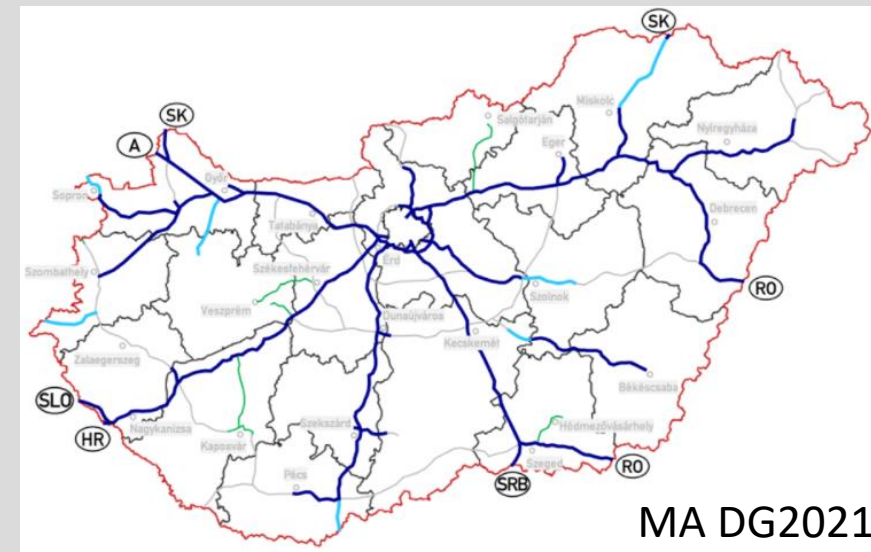 SK
SK
A
Miskolc
Salgótarján
Nyíregyháza
Eger
Győr
Sopron
Debrecen
Tatabánya
Érd
Szombathely
Székesfehérvár
RO
Veszprém
Szolnok
Dunaújváros
Kecskemét
Zalaegerszeg
Békéscsaba
SLO
Nagykanizsa
Szekszárd
Hódmezővásárhely
HR
Kaposvár
Szeged
RO
Pécs
SRB
MA DG2021